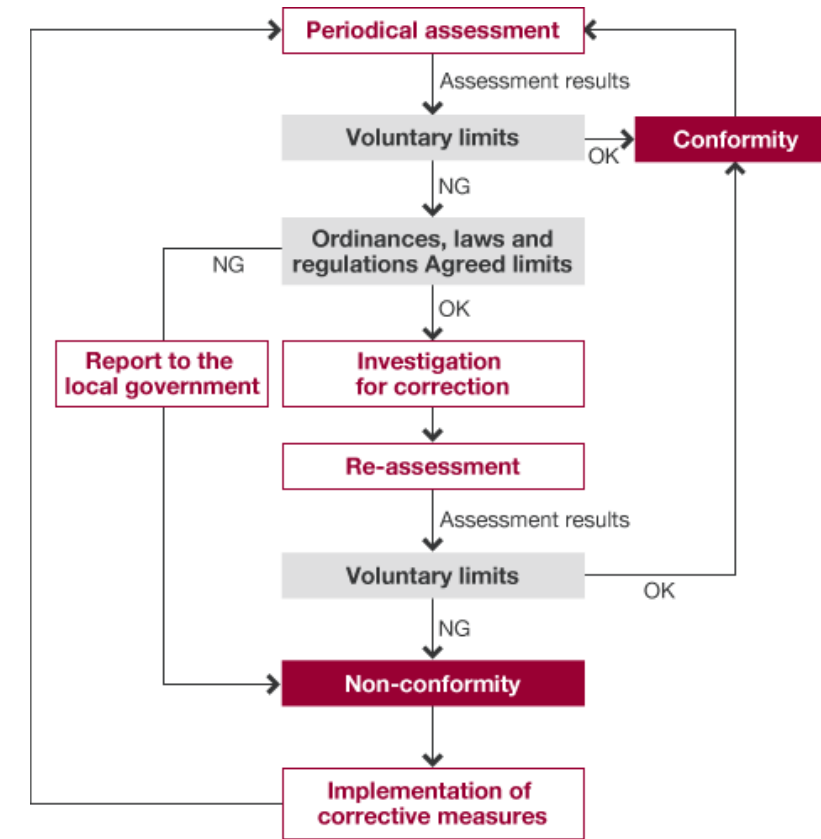 Periodical assessment
Assessment results
Voluntary limits
OK
Conformity
NG
Ordinances, laws and
regulations Agreed limits
NG
OK
Report to the
local government
Investigation
for correction
Re-assessment
Assessment results
Voluntary limits
OK
NG
Non-conformity
Implementation of
corrective measures